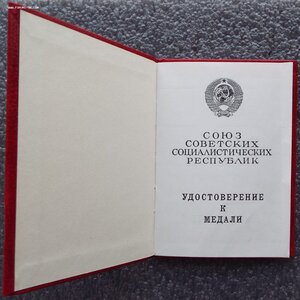 СОЮЗ
СОВЕТСКИХ
СОЦИАЛИСТИЧЕСКИХ
РЕСПУБЛИК
УДОСТОВЕРЕНИЕ
К
МЕДАЛИ